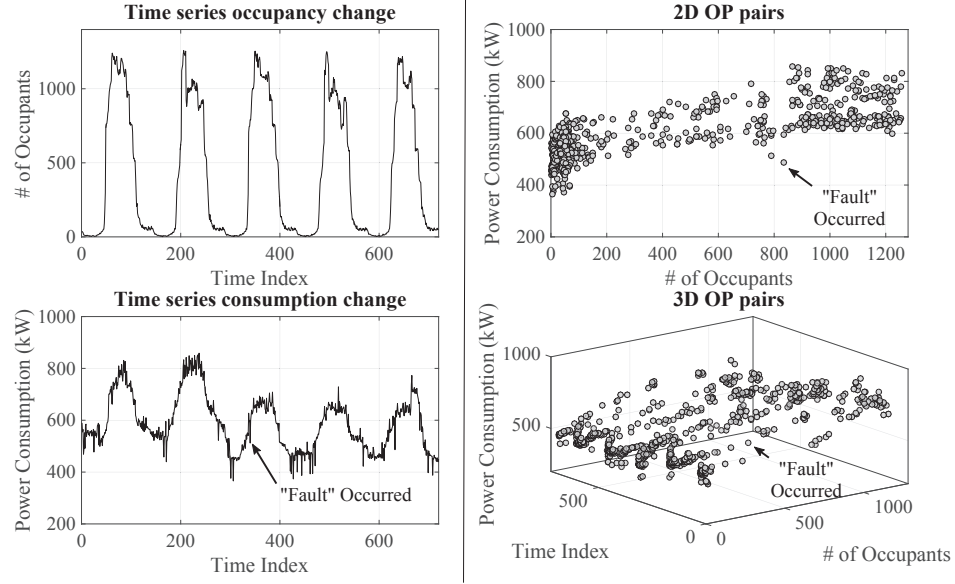 Time series occupancy change
# of Occupants
1000
500
0
0
200
400
600
Time Index
Time series consumption change
Power Consumption (kW)
1000
800
600
400
200
"Fault" Occurred
0
200
400
600
Time Index
2D OP pairs
Power Consumption (kW)
1000
800
600
400
200
"Fault"
Occurred
0
200
400
600
800
1000
1200
# of Occupants
3D OP pairs
Power Consumption (kW)
1000
500
"Fault"
Occurred
500
0
0
500
1000
Time Index
# of Occupants